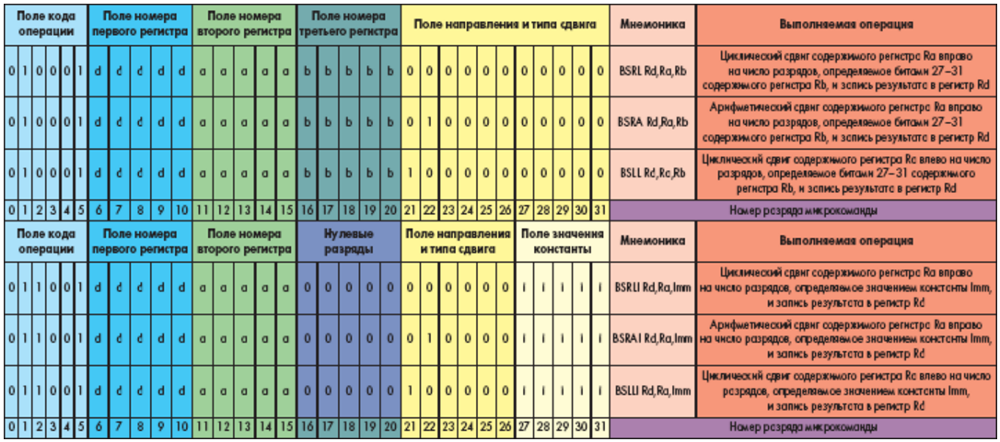 Поле кода операции Поле номера первого регистра Поле номера второго регистра Поле номера третьего регистра Поле направления и типа сдвига Мнемоника Выполняемая операция
0 1 0 0 0 1 d d d d d a a a a a b b b b b 0 0 0 0 0 0 0 0 0 0 0 BSRL Rd,Ra,Rb Циклический сдвиг содержимого регистра Ra вправо
на число разрядов, определяемое битами 27–31
содержимого регистра Rb, и запись результата в регистр Rd
0 1 0 0 0 1 d d d d d a a a a a b b b b b 0 1 0 0 0 0 0 0 0 0 0 BSRA Rd,Ra,Rb Арифметический сдвиг содержимого регистра Ra вправо
на число разрядов, определяемое битами 27–31
содержимого регистра Rb, и запись результата в регистр Rd
0 1 0 0 0 1 d d d d d a a a a a b b b b b 1 0 0 0 0 0 0 0 0 0 0 BSLL Rd,Ra,Rb Циклический сдвиг содержимого регистра Ra влево на число
разрядов, определяемое битами 27–31 содержимого
регистра Rb, и запись результата в регистр Rd
0 1 2 3 4 5 6 7 8 9 10 11 12 13 14 15 16 17 18 19 20 21 22 23 24 25 26 27 28 29 30 31 Номер разряда микрокоманды
Поле кода операции Поле номера первого регистра Поле номера второго регистра Нулевые разряды Поле направления и типа сдвига Поле значения константы Мнемоника Выполняемая операция
0 1 1 0 0 1 d d d d d a a a a a 0 0 0 0 0 0 0 0 0 0 0 i i i i i BSRLI Rd,Ra,Imm Циклический сдвиг содержимого регистра Ra вправо
на число разрядов, определяемое значением константы Imm,
и запись результата в регистр Rd
0 1 1 0 0 1 d d d d d a a a a a 0 0 0 0 0 0 1 0 0 0 0 i i i i i BSRAI Rd,Ra,Imm Арифметический сдвиг содержимого регистра Ra вправо
на число разрядов, определяемое значением константы Imm,
и запись результата в регистр Rd
0 1 1 0 0 1 d d d d d a a a a a 0 0 0 0 0 1 0 0 0 0 0 i i i i i BSLLI Rd,Ra,Imm Циклический сдвиг содержимого регистра Ra влево на число
разрядов, определяемое значением константы Imm,
и запись результата в регистр Rd
0 1 2 3 4 5 6 7 8 9 10 11 12 13 14 15 16 17 18 19 20 21 22 23 24 25 26 27 28 29 30 31 Номер разряда микрокоманды